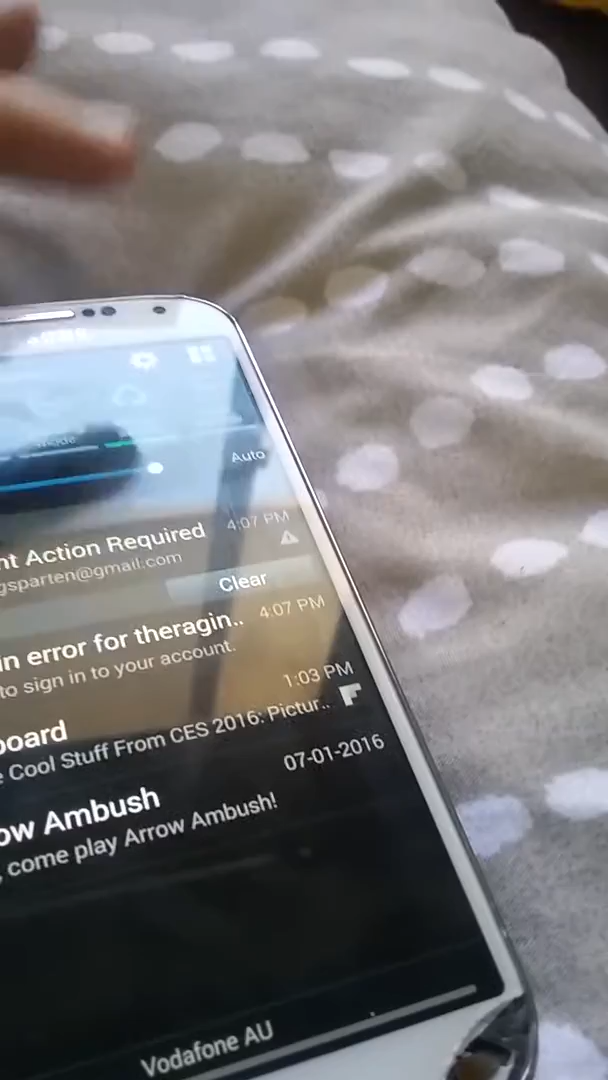 Auto
nt Action Required 4:07 PM
gsparten@gmail.com
Clear
in error for theragin.. 4:07 PM
to sign in to your account.
board 1:03 PM
e Cool Stuff From CES 2016: Pictur..
ow Ambush 07-01-2016
, come play Arrow Ambush!
Vodafone AU